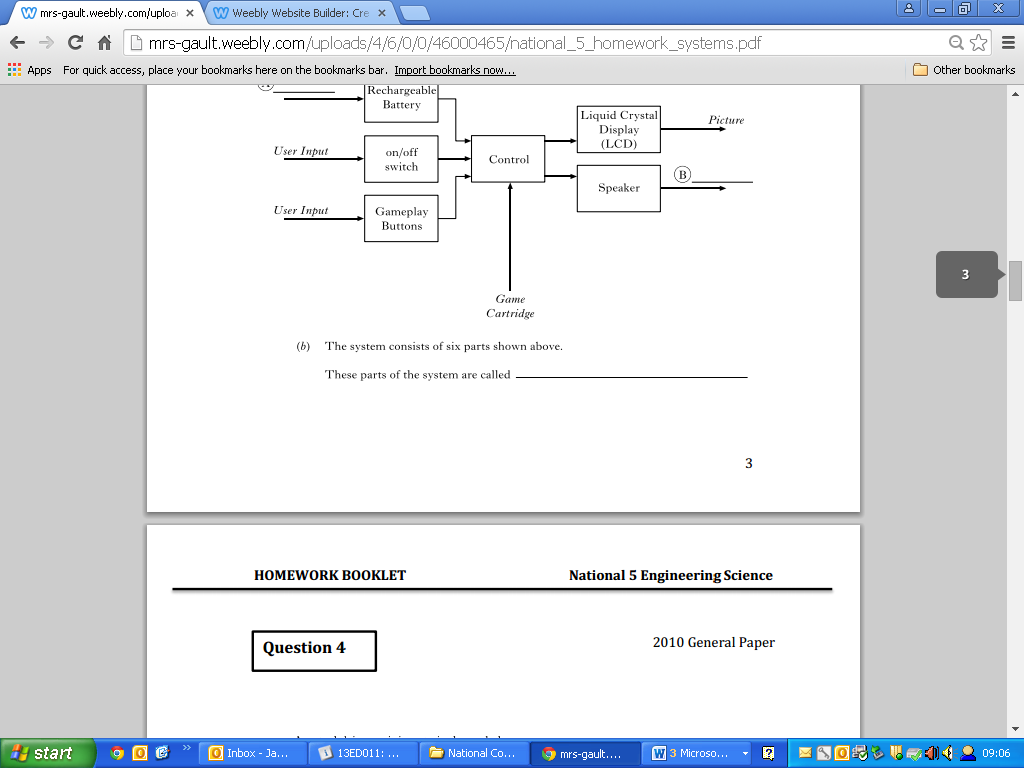 mrs-gault.weebly.com/uploa
Weebly Website Builder: Cre
mrs-gault.weebly.com/uploads/4/6/0/0/46000465/national_5_homework_systems.pdf
Apps
For quick access, place your bookmarks here on the bookmarks bar. Import bookmarks now...
Other bookmarks
A
Rechargeable
Battery
User Input
on/off
switch
User Input
Gameplay
Buttons
Control
Liquid Crystal
Display
(LCD)
Picture
Speaker
B
Game
Cartridge
3
(b) The system consists of six parts shown above.
These parts of the system are called
3
HOMEWORK BOOKLET
National 5 Engineering Science
Question 4
2010 General Paper
start
Inbox - Ja...
13ED011: ...
National Co...
mrs-gault....
3 Microso...
09:06